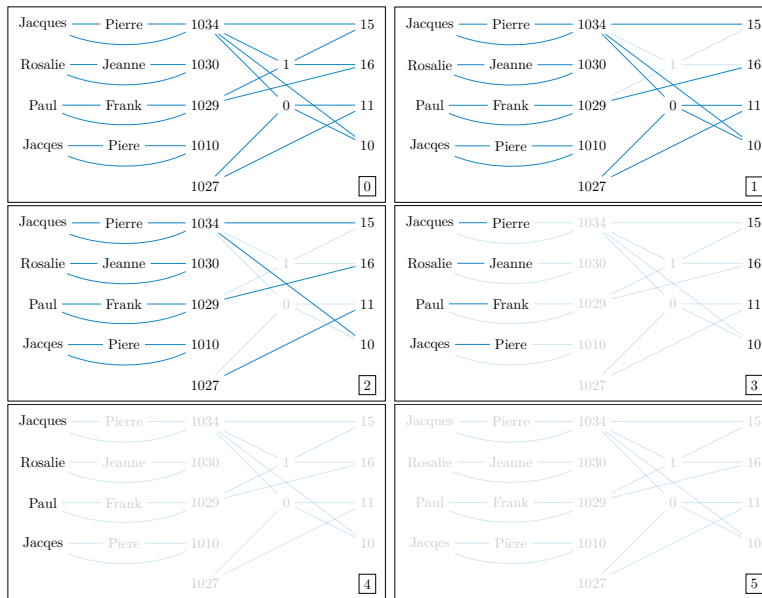 Jacques Pierre 1034 15
Rosalie Jeanne 1030 1 16
Paul Frank 1029 0 11
Jacqes Piere 1010 10
1027 0
Jacques Pierre 1034 15
Rosalie Jeanne 1030 1 16
Paul Frank 1029 0 11
Jacqes Piere 1010 10
1027 1
Jacques Pierre 1034 15
Rosalie Jeanne 1030 1 16
Paul Frank 1029 0 11
Jacqes Piere 1010 10
1027 2
Jacques Pierre 1034 15
Rosalie Jeanne 1030 1 16
Paul Frank 1029 0 11
Jacqes Piere 1010 10
1027 3
Jacques Pierre 1034 15
Rosalie Jeanne 1030 1 16
Paul Frank 1029 0 11
Jacqes Piere 1010 10
1027 4
Jacques Pierre 1034 15
Rosalie Jeanne 1030 1 16
Paul Frank 1029 0 11
Jacqes Piere 1010 10
1027 5